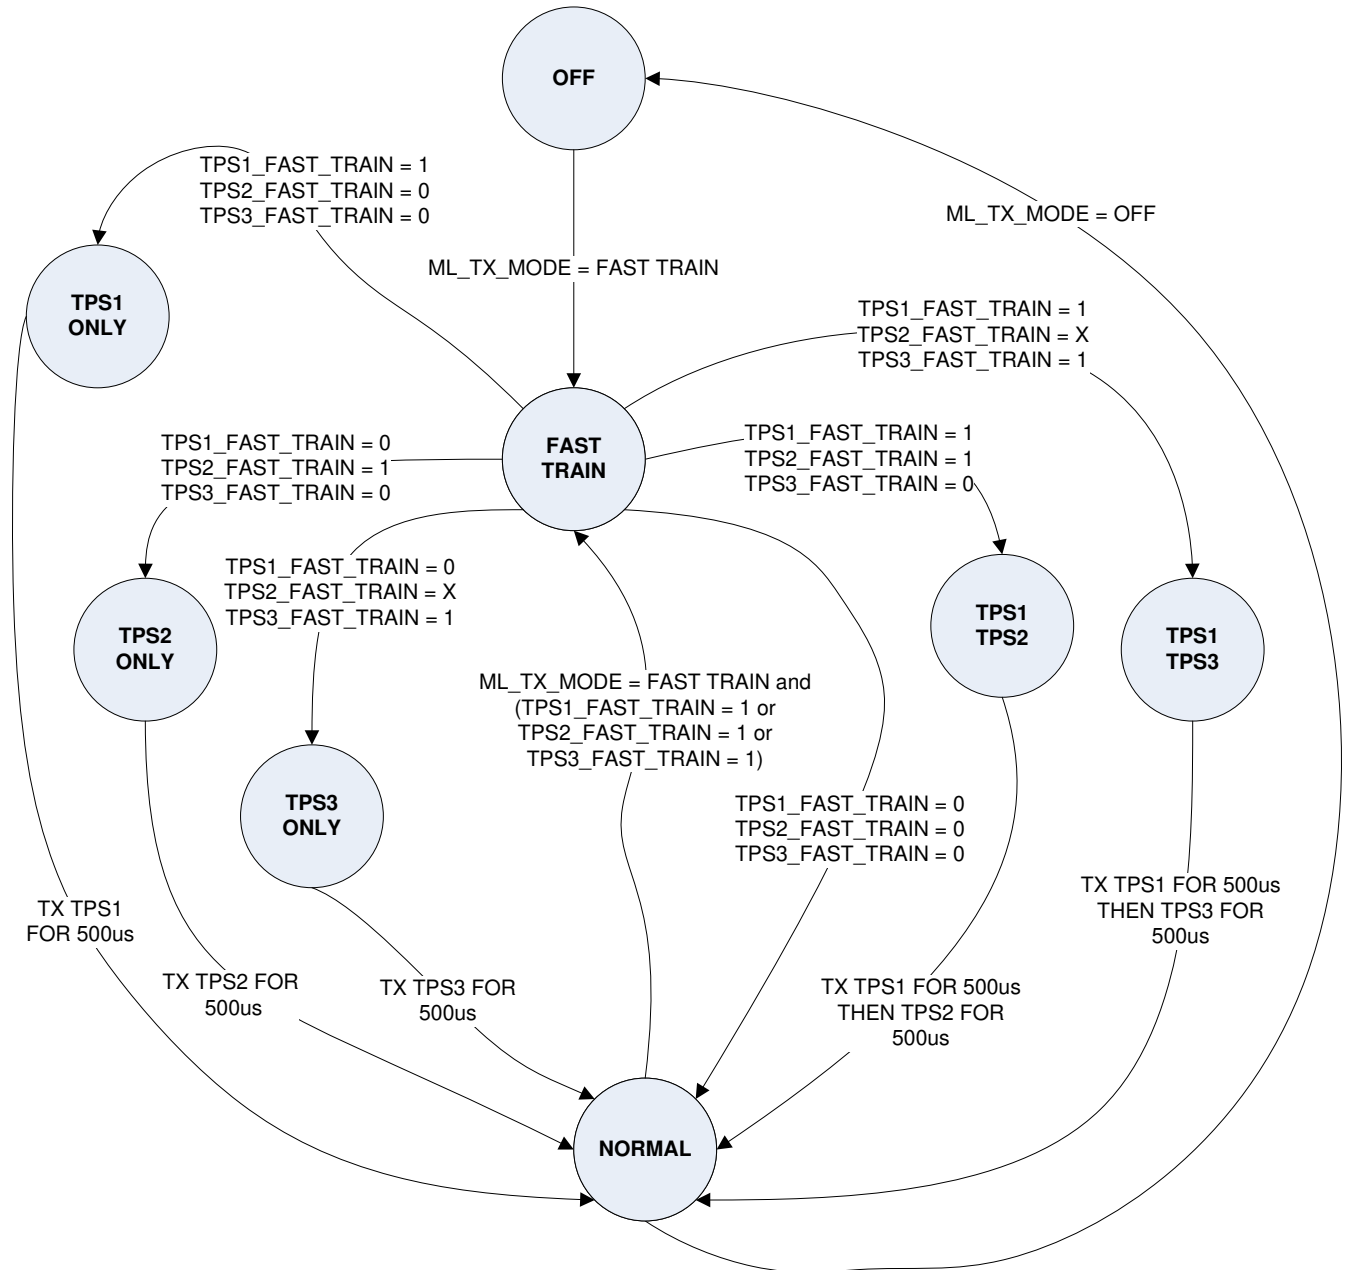 OFF
TPS1_FAST_TRAIN = 1
TPS2_FAST_TRAIN = 0
TPS3_FAST_TRAIN = 0
ML_TX_MODE = OFF
ML_TX_MODE = FAST TRAIN
TPS1
ONLY
TPS1_FAST_TRAIN = 1
TPS2_FAST_TRAIN = X
TPS3_FAST_TRAIN = 1
FAST
TRAIN
TPS1_FAST_TRAIN = 0
TPS2_FAST_TRAIN = 1
TPS3_FAST_TRAIN = 0
TPS1_FAST_TRAIN = 1
TPS2_FAST_TRAIN = 1
TPS3_FAST_TRAIN = 0
TPS1_FAST_TRAIN = 0
TPS2_FAST_TRAIN = X
TPS3_FAST_TRAIN = 1
TPS2
ONLY
TPS1
TPS2
TPS1
TPS3
ML_TX_MODE = FAST TRAIN and
(TPS1_FAST_TRAIN = 1 or
TPS2_FAST_TRAIN = 1 or
TPS3_FAST_TRAIN = 1)
TPS3
ONLY
TPS1_FAST_TRAIN = 0
TPS2_FAST_TRAIN = 0
TPS3_FAST_TRAIN = 0
TX TPS1
FOR 500us
TX TPS1 FOR 500us
THEN TPS3 FOR
500us
TX TPS2 FOR
500us
TX TPS3 FOR
500us
TX TPS1 FOR 500us
THEN TPS2 FOR
500us
NORMAL